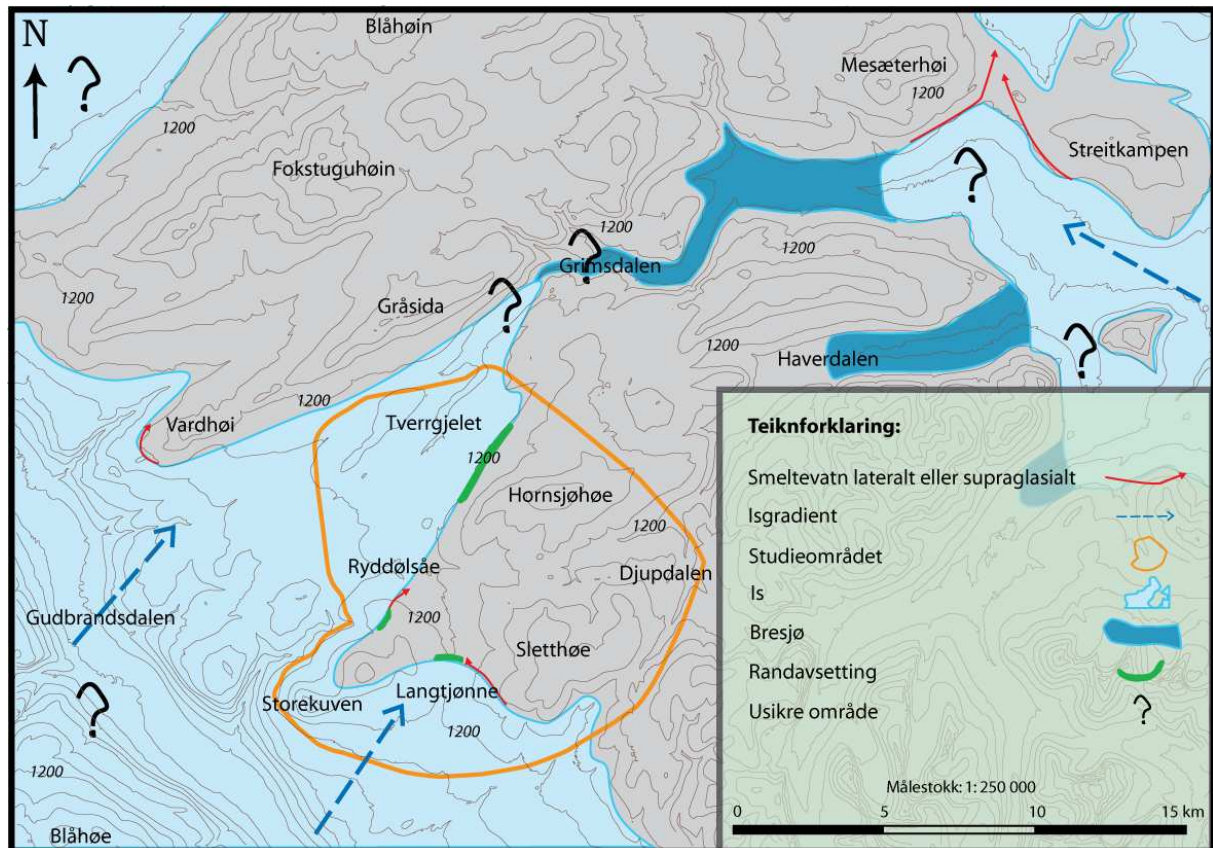 Blåhøin
N
Mesæterhøi
1200
1200
Streitkampen
Fokstuguhøin
?
?
1200
?
Grimsdalen
1200
?
Gråsida
1200
Haverdalen
?
1200
Vardhøi
Tverrgjelet
1200
Hornsjøhøe
1200
Ryddølsåe
Djupdalen
Gudbrandsdalen
1200
Sletthøe
?
Storekuven
Langtjønne
1200
1200
Blåhøe
Teiknforklaring:
Smeltevatn lateralt eller supraglasialt
Isgradient
Studieområdet
Is
Bresjø
Randavsetting
Usikre område ?
Målestokk: 1: 250 000
0 5 10 15 km